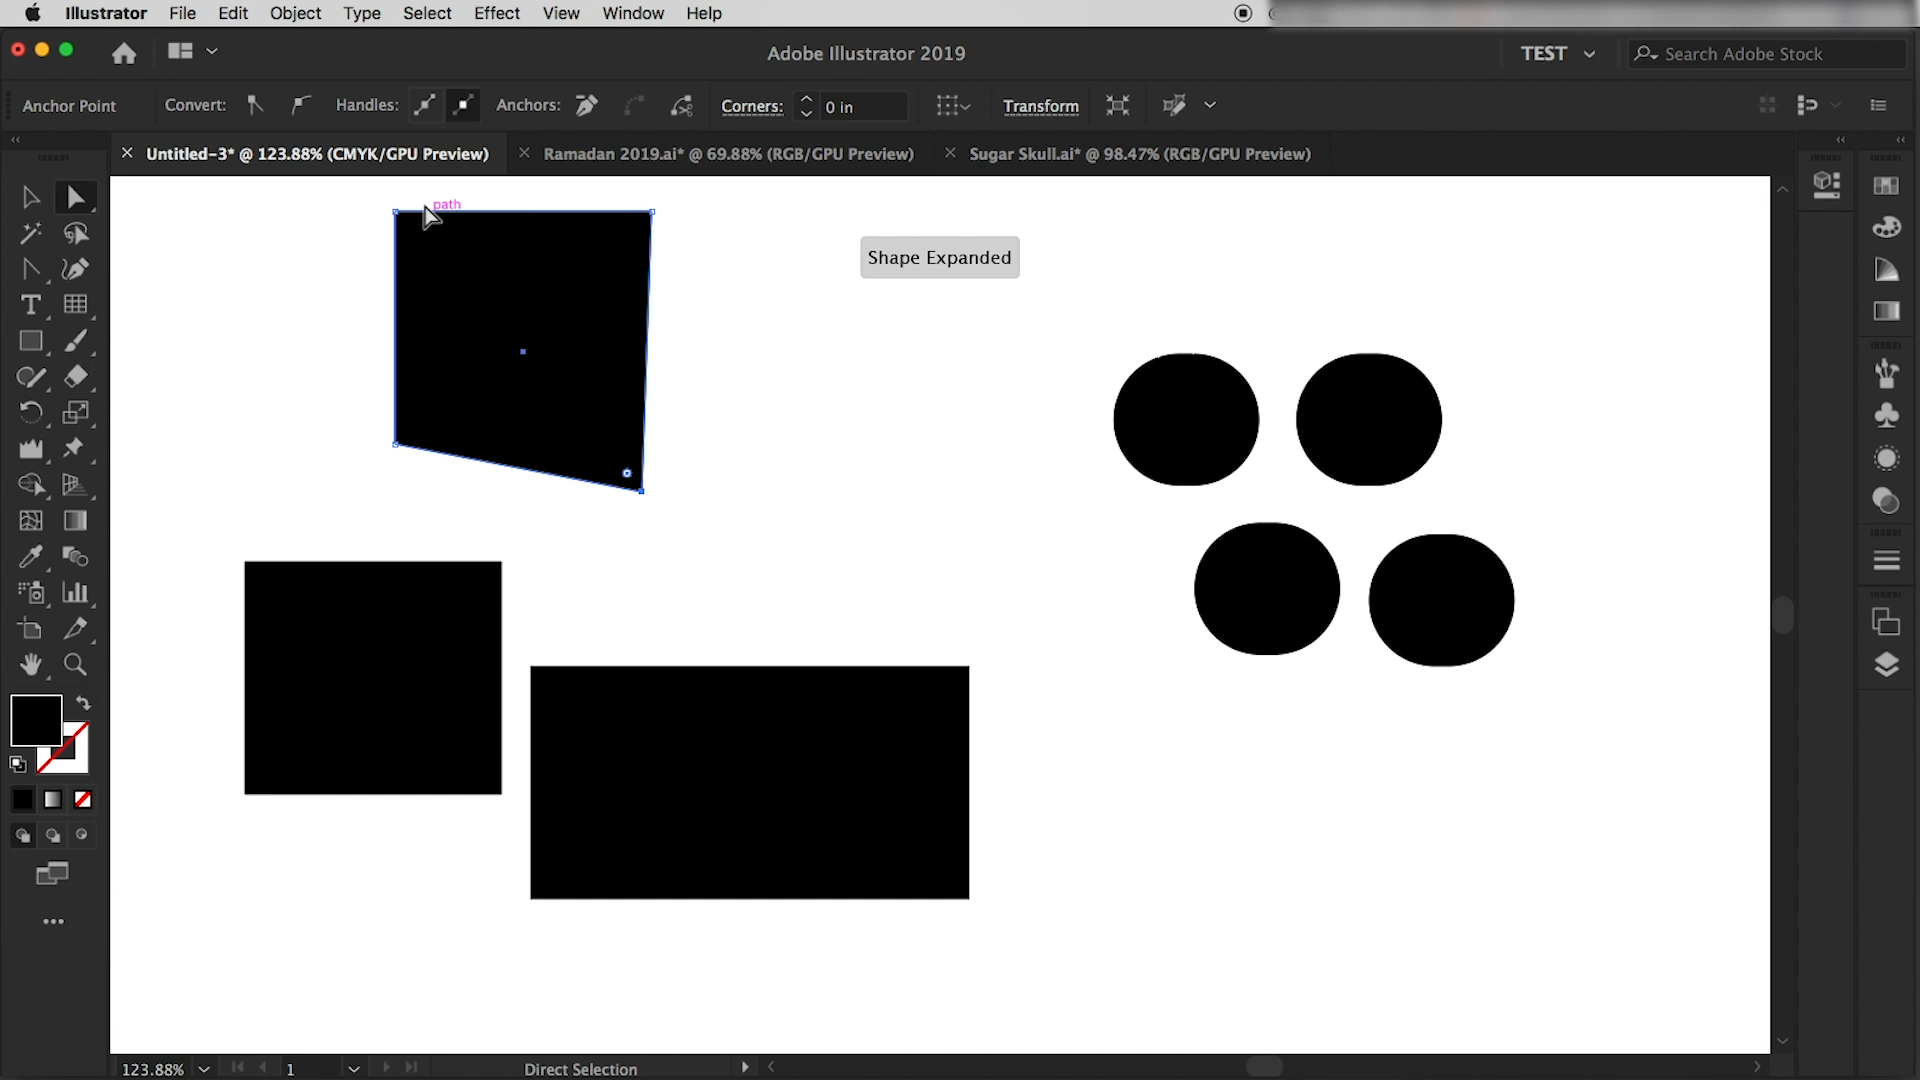 Illustrator File Edit Object Type Select Effect View Window Help
Adobe Illustrator 2019
TEST
Search Adobe Stock
Anchor Point Convert: Handles: Anchors: Corners: 0 in Transform
Untitled-3* @ 123.88% (CMYK/GPU Preview)
Ramadan 2019.ai* @ 69.88% (RGB/GPU Preview)
Sugar Skull.ai* @ 98.47% (RGB/GPU Preview)
path
Shape Expanded
123.88% 1 Direct Selection